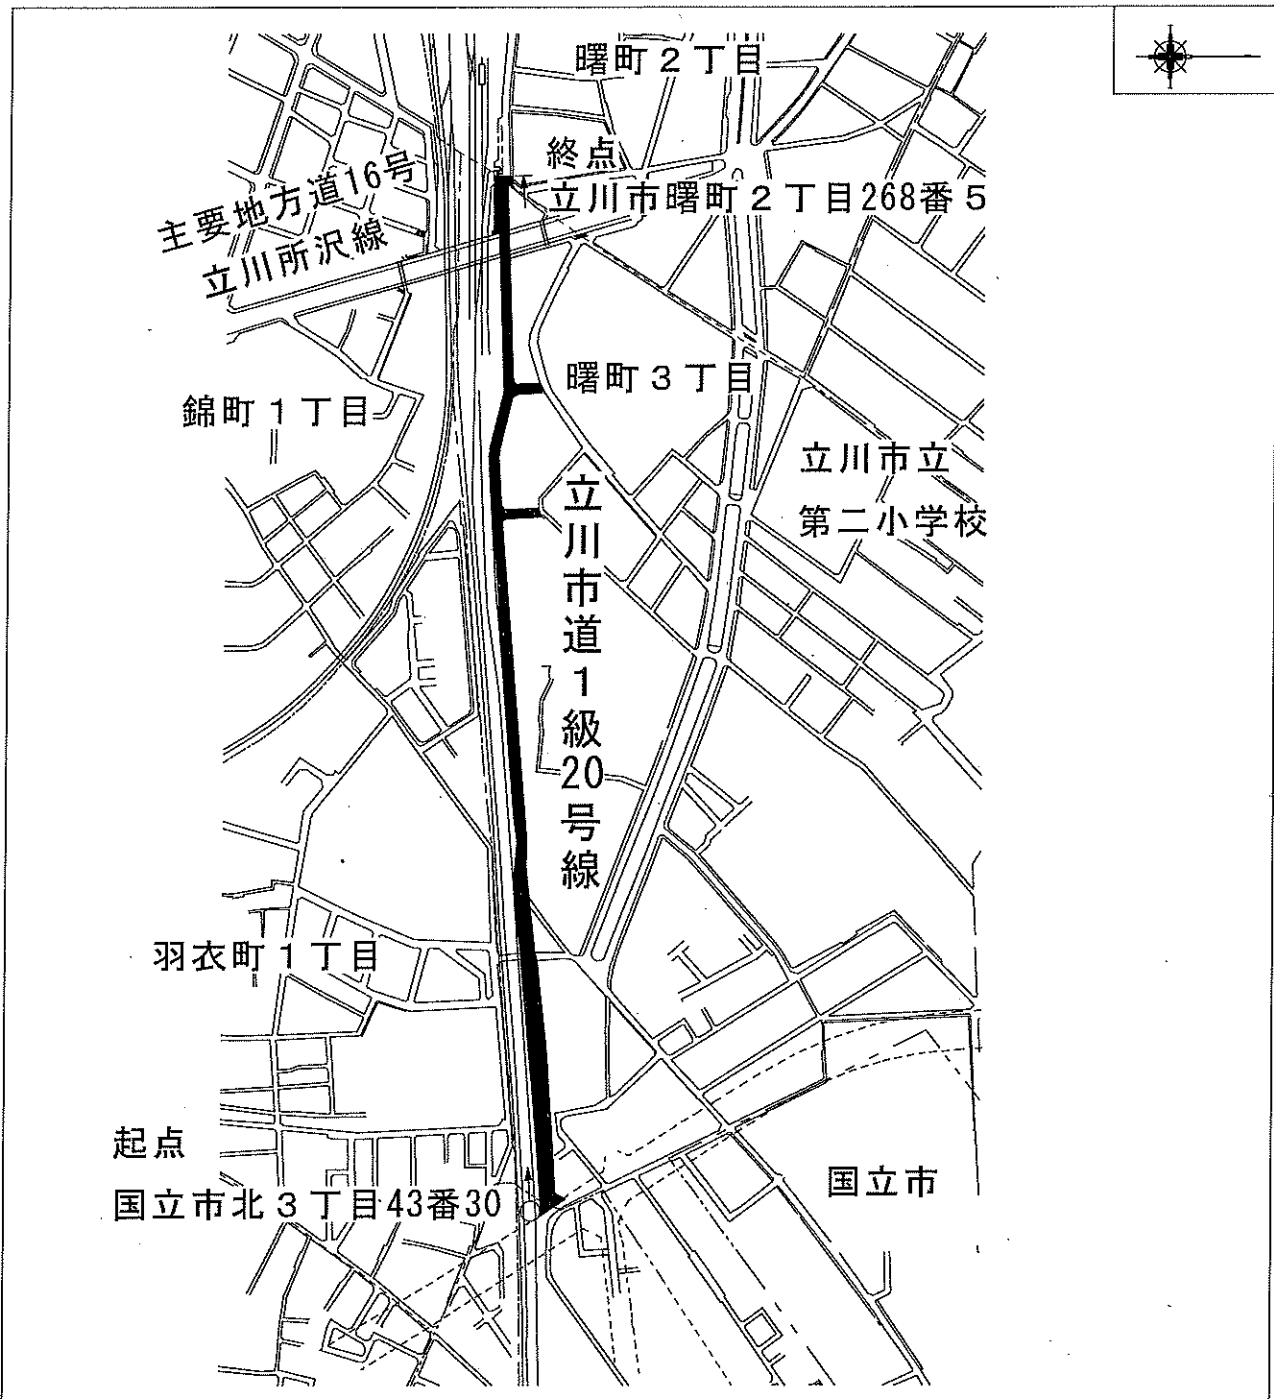 曙町２丁目
終点
立川市曙町２丁目268番５
主要地方道16号
立川所沢線
曙町３丁目
錦町１丁目
立川市立
第二小学校
立川市道１級20号線
羽衣町１丁目
起点
国立市北３丁目43番30
国立市